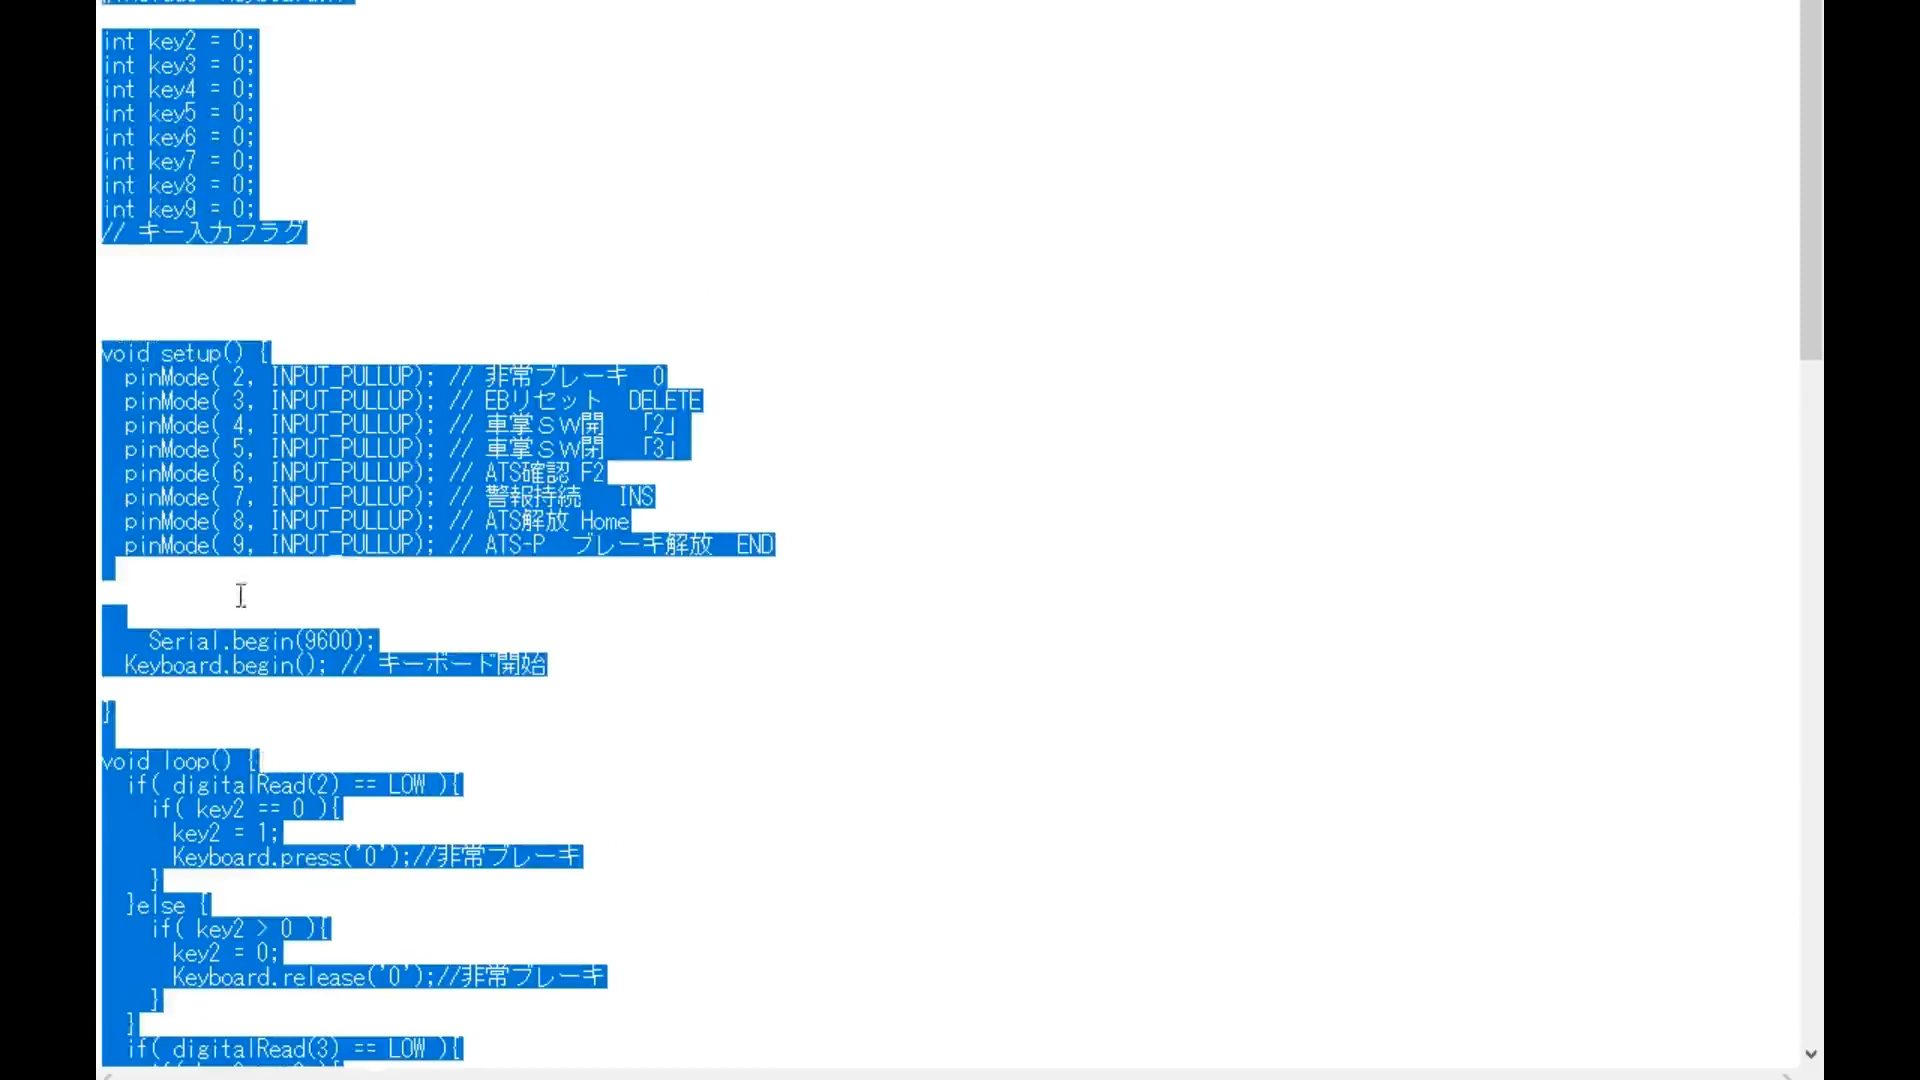 int key2 = 0;
int key3 = 0;
int key4 = 0;
int key5 = 0;
int key6 = 0;
int key7 = 0;
int key8 = 0;
int key9 = 0;
// キー入力フラグ
void setup() {
pinMode( 2, INPUT_PULLUP); // 非常ブレーキ　0
pinMode( 3, INPUT_PULLUP); // EBリセット　DELETE
pinMode( 4, INPUT_PULLUP); // 車掌ＳＷ開　「2」
pinMode( 5, INPUT_PULLUP); // 車掌ＳＷ閉　「3」
pinMode( 6, INPUT_PULLUP); // ATS確認 F2
pinMode( 7, INPUT_PULLUP); // 警報持続　 INS
pinMode( 8, INPUT_PULLUP); // ATS解放 Home
pinMode( 9, INPUT_PULLUP); // ATS-P　ブレーキ解放　END
Serial.begin(9600);
Keyboard.begin(); // キーボード開始
}
void loop() {
if( digitalRead(2) == LOW ){
if( key2 == 0 ){
key2 = 1;
Keyboard.press('0');//非常ブレーキ
}
}else {
if( key2 > 0 ){
key2 = 0;
Keyboard.release('0');//非常ブレーキ
}
}
if( digitalRead(3) == LOW ){